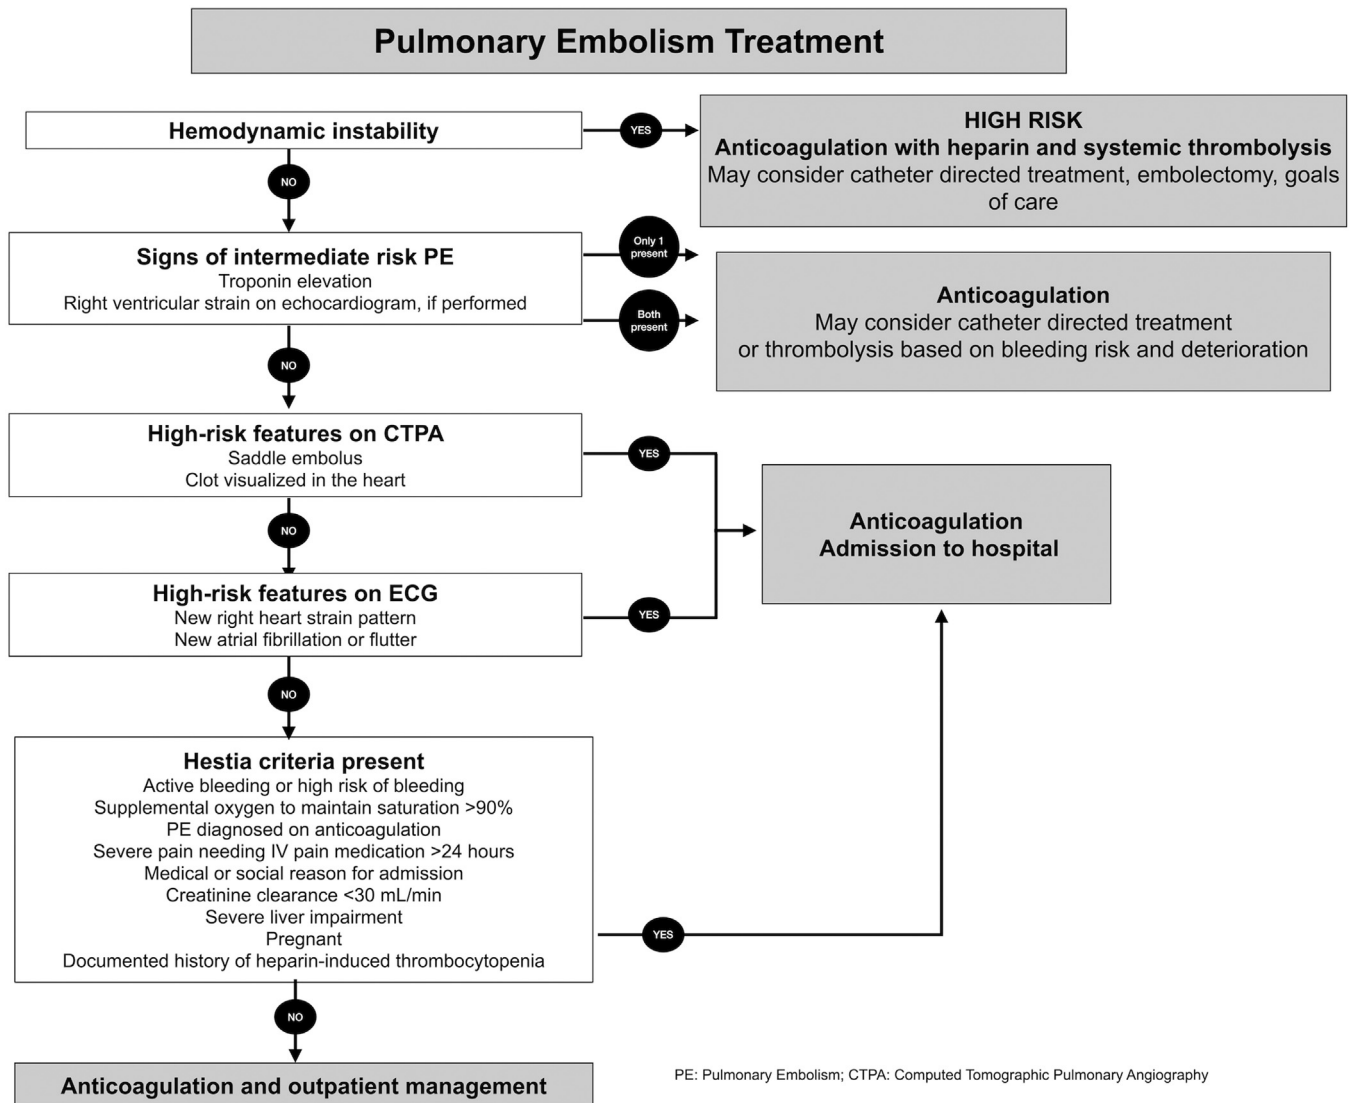 Pulmonary Embolism Treatment
Hemodynamic instability
YES
HIGH RISK
Anticoagulation with heparin and systemic thrombolysis
May consider catheter directed treatment, embolectomy, goals
of care
NO
Signs of intermediate risk PE
Troponin elevation
Right ventricular strain on echocardiogram, if performed
Only 1
present
Both
present
Anticoagulation
May consider catheter directed treatment
or thrombolysis based on bleeding risk and deterioration
NO
High-risk features on CTPA
Saddle embolus
Clot visualized in the heart
YES
NO
Anticoagulation
Admission to hospital
High-risk features on ECG
New right heart strain pattern
New atrial fibrillation or flutter
YES
NO
Hestia criteria present
Active bleeding or high risk of bleeding
Supplemental oxygen to maintain saturation >90%
PE diagnosed on anticoagulation
Severe pain needing IV pain medication >24 hours
Medical or social reason for admission
Creatinine clearance <30 mL/min
Severe liver impairment
Pregnant
Documented history of heparin-induced thrombocytopenia
YES
NO
Anticoagulation and outpatient management
PE: Pulmonary Embolism; CTPA: Computed Tomographic Pulmonary Angiography